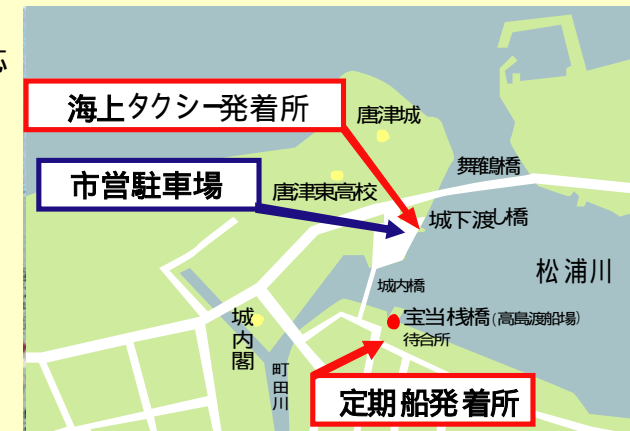 応
海上タクシー発着所
唐津城
舞鶴橋
市営駐車場
唐津東高校
城下渡し橋
松浦川
城内橋
宝当桟橋(高島渡船場)
待合所
城内閣
町田川
定期船発着所